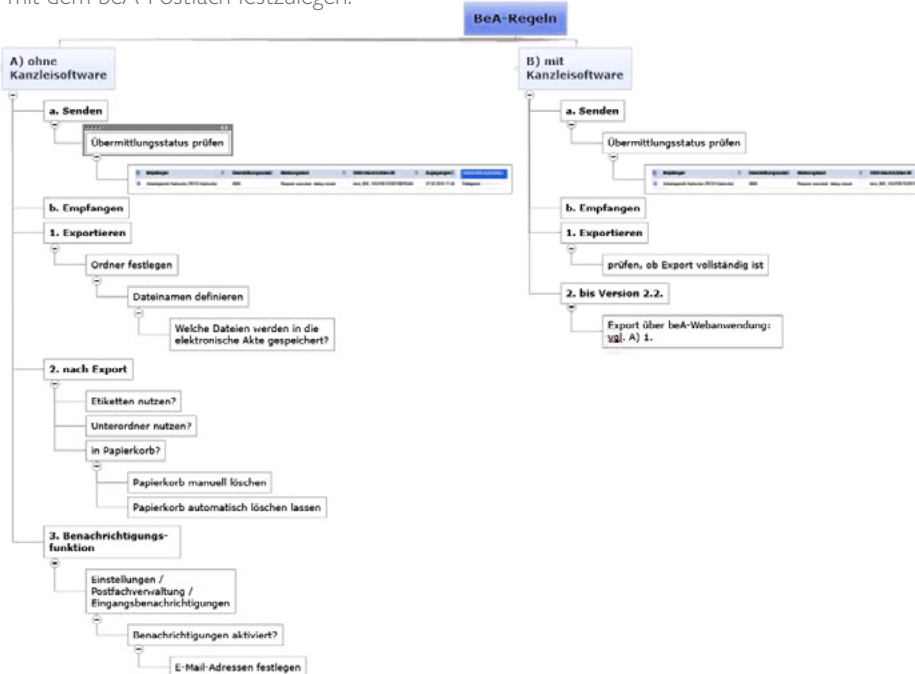 mit dem beA-Postfach festzulegen.
BeA-Regeln
A) ohne
Kanzleisoftware
a. Senden
Übermittlungsstatus prüfen
b. Empfangen
1. Exportieren
Ordner festlegen
Dateinamen definieren
Welche Dateien werden in die
elektronische Akte gespeichert?
2. nach Export
Etiketten nutzen?
Unterordner nutzen?
in Papierkorb?
Papierkorb manuell löschen
Papierkorb automatisch löschen lassen
3. Benachrichtigungs-
funktion
Einstellungen /
Postfachverwaltung /
Eingangsbenachrichtigungen
Benachrichtigungen aktiviert?
E-Mail-Adressen festlegen
B) mit
Kanzleisoftware
a. Senden
Übermittlungsstatus prüfen
b. Empfangen
1. Exportieren
prüfen, ob Export vollständig ist
2. bis Version 2.2.
Export über beA-Webanwendung:
vgl. A) 1.